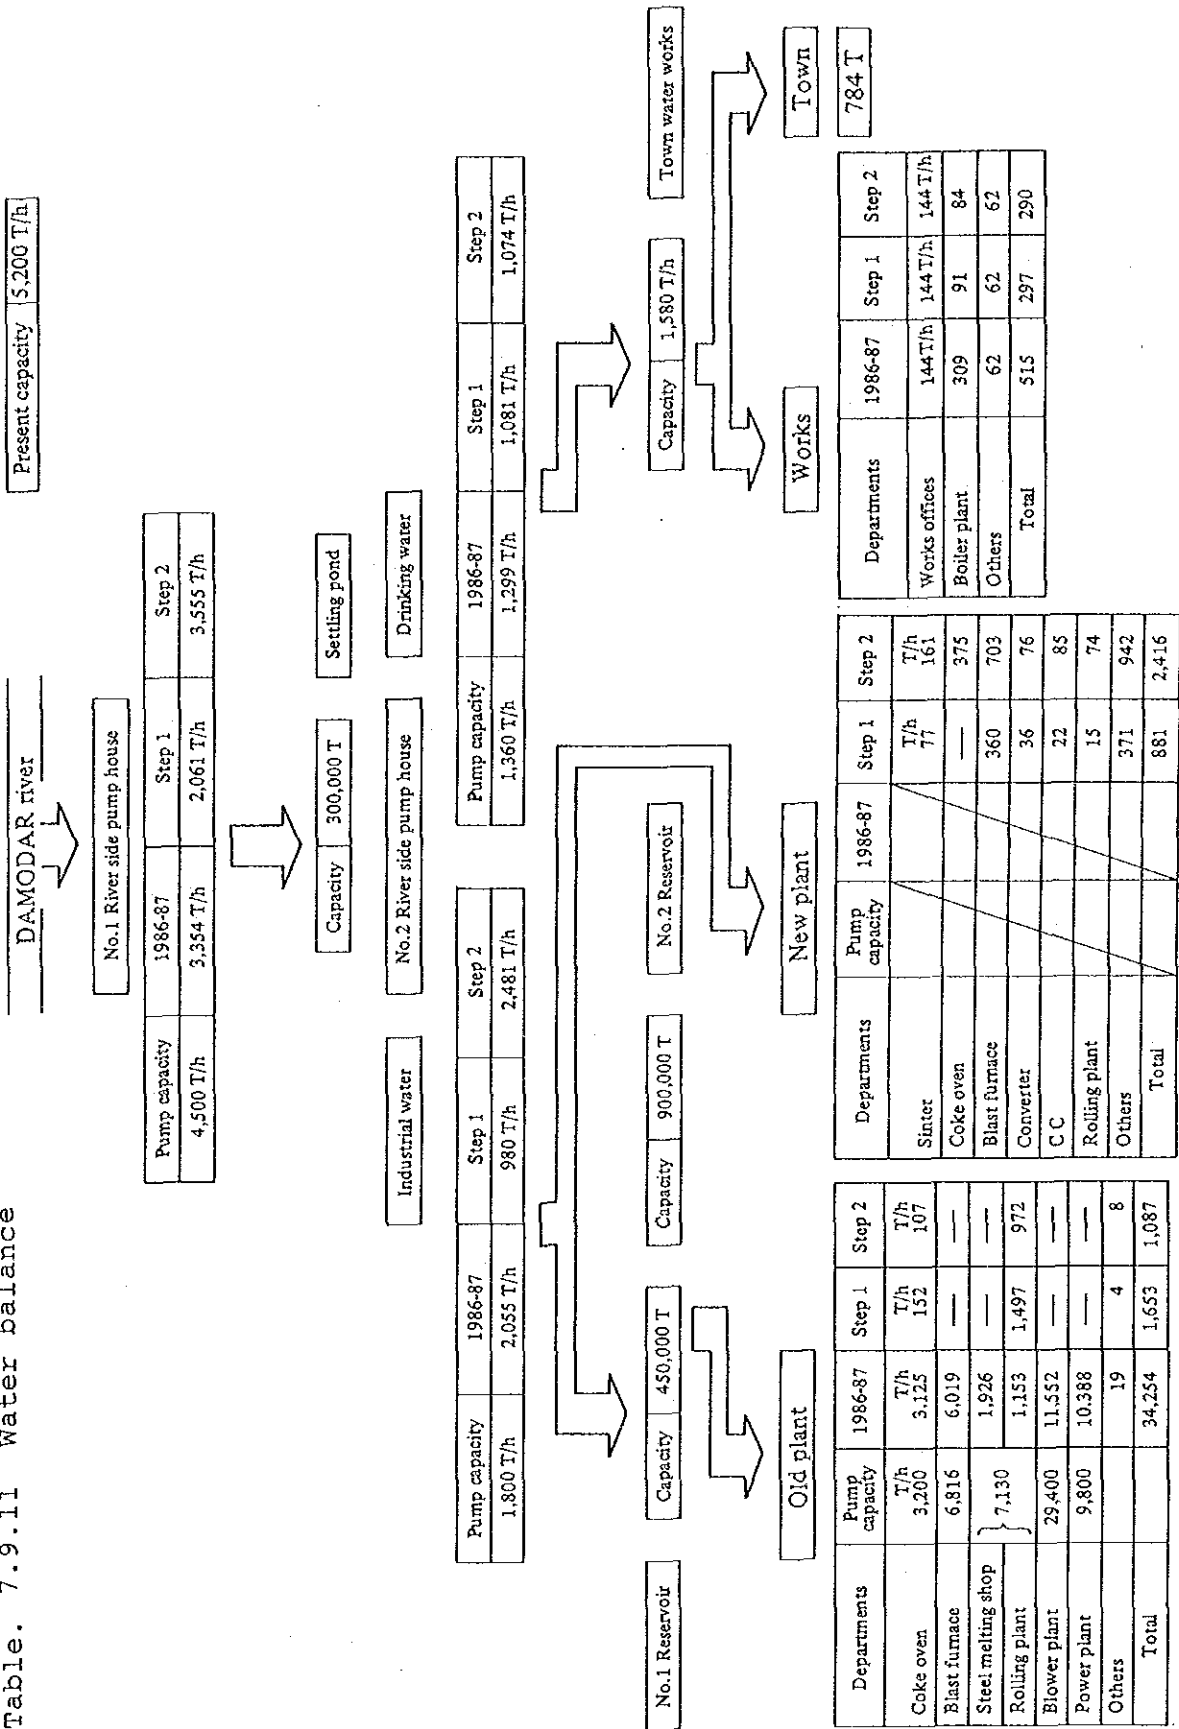 Table. 7.9.11 Water balance
DAMODAR river
Present capacity 5,200 T/h
No.1 River side pump house
Pump capacity 1986-87 Step 1 Step 2
4,500 T/h 3,354 T/h 2,061 T/h 3,555 T/h
Capacity 300,000 T
Settling pond
Industrial water
No.2 River side pump house
Drinking water
Pump capacity 1986-87 Step 1 Step 2
1,800 T/h 2,055 T/h 980 T/h 2,481 T/h
Pump capacity 1986-87 Step 1 Step 2
1,360 T/h 1,299 T/h 1,081 T/h 1,074 T/h
No.1 Reservoir
Capacity 450,000 T
Capacity 900,000 T
No.2 Reservoir
Capacity 1,580 T/h
Town water works
Old plant
New plant
Works
Town
Departments Pump capacity 1986-87 Step 1 Step 2
Coke oven T/h 3,200 T/h 3,125 T/h 152 T/h 107
Blast furnace 6,816 6,019 — —
Steel melting shop } 7,130 1,926 — —
Rolling plant 1,153 1,497 972
Blower plant 29,400 11,552 — —
Power plant 9,800 10.388 — —
Others 19 4 8
Total 34,254 1,653 1,087
Departments Pump capacity 1986-87 Step 1 Step 2
Sinter T/h 77 T/h 161
Coke oven — 375
Blast furnace 360 703
Converter 36 76
C C 22 85
Rolling plant 15 74
Others 371 942
Total 881 2,416
Departments 1986-87 Step 1 Step 2
Works offices 144T/h 144T/h 144T/h
Boiler plant 309 91 84
Others 62 62 62
Total 515 297 290
784 T